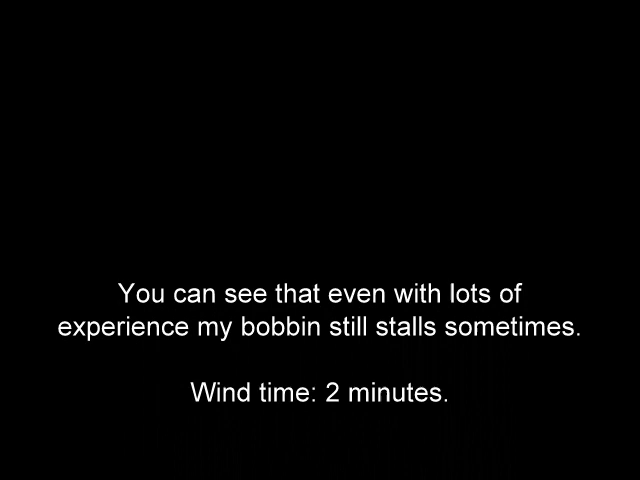 You can see that even with lots of
experience my bobbin still stalls sometimes.
Wind time: 2 minutes.